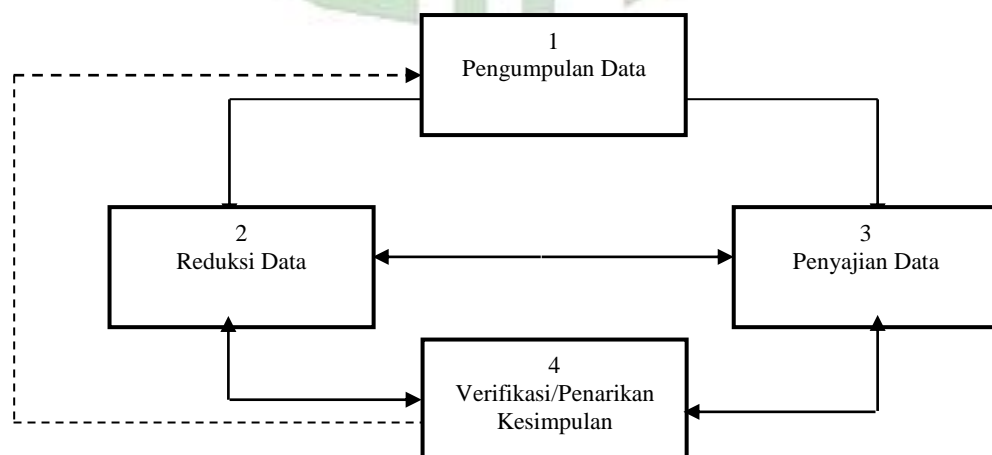 1
Pengumpulan Data
2
Reduksi Data
3
Penyajian Data
4
Verifikasi/Penarikan
Kesimpulan